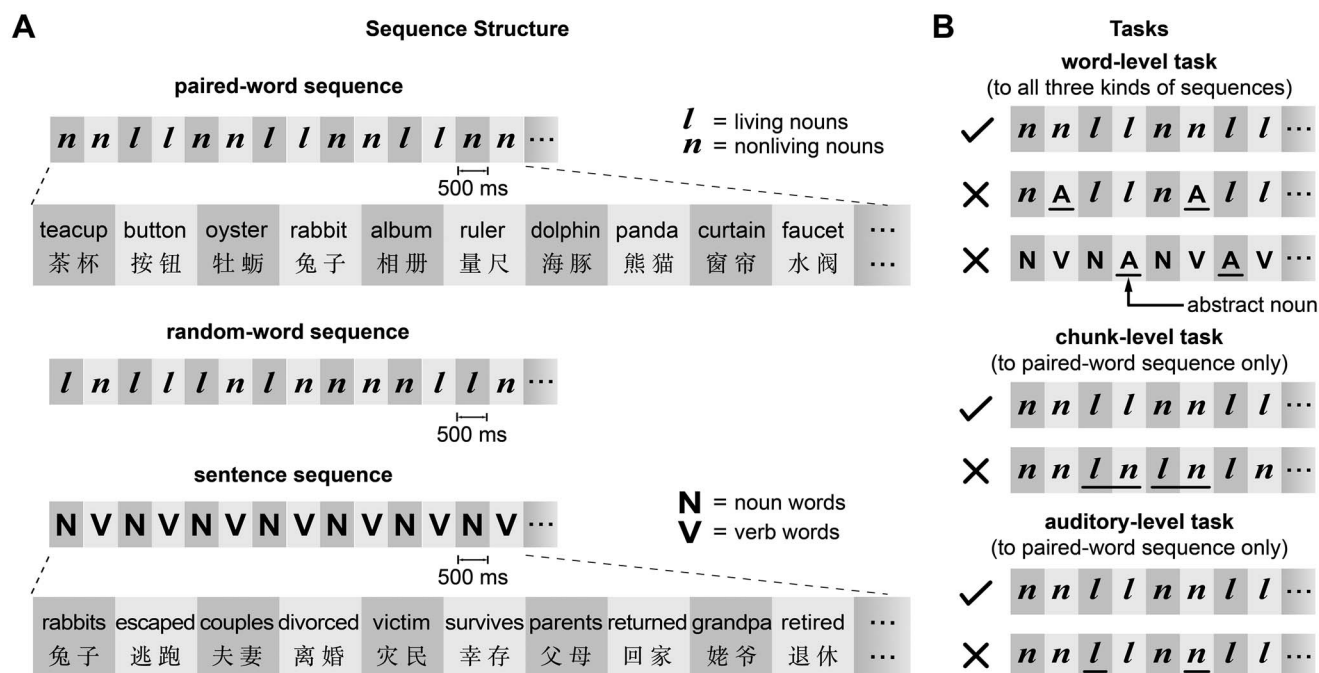 A
Sequence Structure
paired-word sequence
n n l l n n l l n n l l n n ···
l = living nouns
n = nonliving nouns
500 ms
teacup button oyster rabbit album ruler dolphin panda curtain faucet ···
茶杯 按钮 牡蛎 兔子 相册 量尺 海豚 熊猫 窗帘 水阀 ···
random-word sequence
l n l l l n l n n n n l l n ···
500 ms
sentence sequence
N V N V N V N V N V N V N V ···
N = noun words
V = verb words
500 ms
rabbits escaped couples divorced victim survives parents returned grandpa retired ···
兔子 逃跑 夫妻 离婚 灾民 幸存 父母 回家 姥爷 退休 ···
B
Tasks
word-level task
(to all three kinds of sequences)
n n l l n n l l ···
n A l l n A l l ···
N V N A N V A V ···
abstract noun
chunk-level task
(to paired-word sequence only)
n n l l n n l l ···
n n l n l n l n ···
auditory-level task
(to paired-word sequence only)
n n l l n n l l ···
n n l l n n l l ···